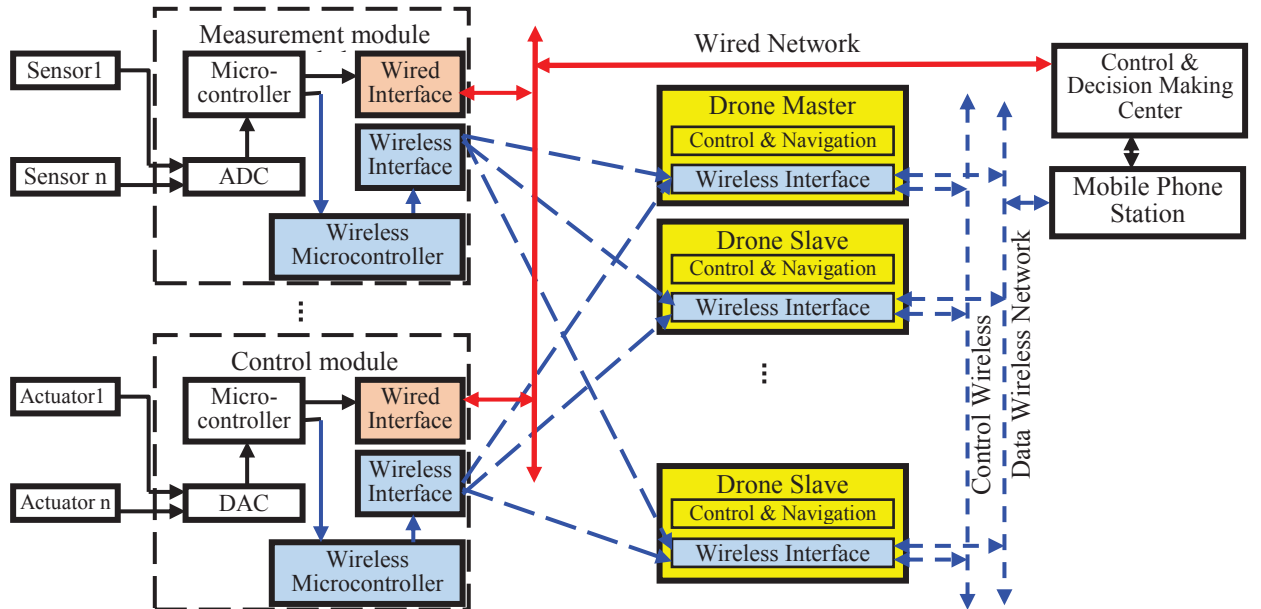 Measurement module
Sensor1
Sensor n
Micro-
controller
ADC
Wired
Interface
Wireless
Interface
Wireless
Microcontroller
...
Control module
Actuator1
Actuator n
Micro-
controller
DAC
Wired
Interface
Wireless
Interface
Wireless
Microcontroller
Wired Network
Drone Master
Control & Navigation
Wireless Interface
Drone Slave
Control & Navigation
Wireless Interface
...
Drone Slave
Control & Navigation
Wireless Interface
Control Wireless
Data Wireless Network
Control &
Decision Making
Center
Mobile Phone
Station